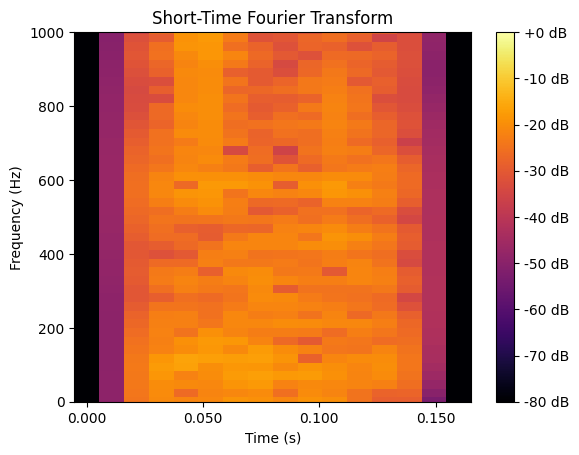 Short-Time Fourier Transform
1000
800
600
400
200
0
Frequency (Hz)
0.000
0.050
0.100
0.150
Time (s)
+0 dB
-10 dB
-20 dB
-30 dB
-40 dB
-50 dB
-60 dB
-70 dB
-80 dB